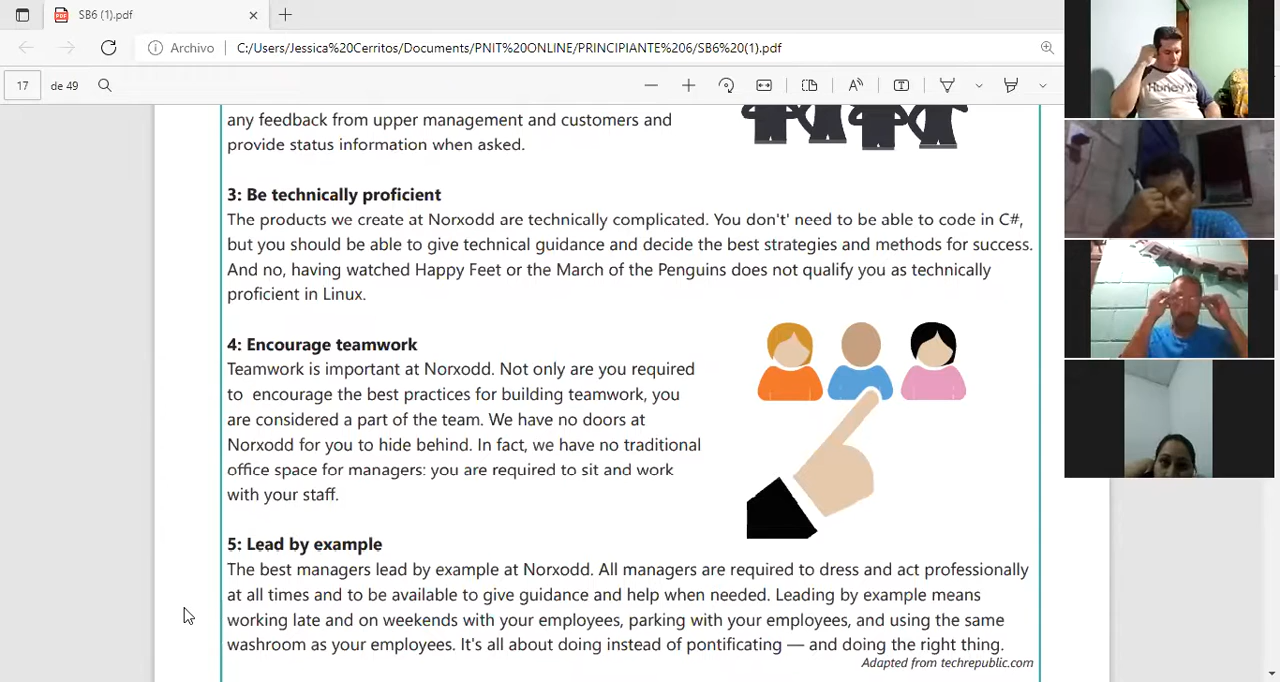 SB6 (1).pdf
Archivo
C:/Users/Jessica%20Cerritos/Documents/PNIT%20ONLINE/PRINCIPIANTE%206/SB6%20(1).pdf
17 de 49
any feedback from upper management and customers and
provide status information when asked.
3: Be technically proficient
The products we create at Norxodd are technically complicated. You don't' need to be able to code in C#,
but you should be able to give technical guidance and decide the best strategies and methods for success.
And no, having watched Happy Feet or the March of the Penguins does not qualify you as technically
proficient in Linux.
4: Encourage teamwork
Teamwork is important at Norxodd. Not only are you required
to encourage the best practices for building teamwork, you
are considered a part of the team. We have no doors at
Norxodd for you to hide behind. In fact, we have no traditional
office space for managers: you are required to sit and work
with your staff.
5: Lead by example
The best managers lead by example at Norxodd. All managers are required to dress and act professionally
at all times and to be available to give guidance and help when needed. Leading by example means
working late and on weekends with your employees, parking with your employees, and using the same
washroom as your employees. It's all about doing instead of pontificating — and doing the right thing.
Adapted from techrepublic.com